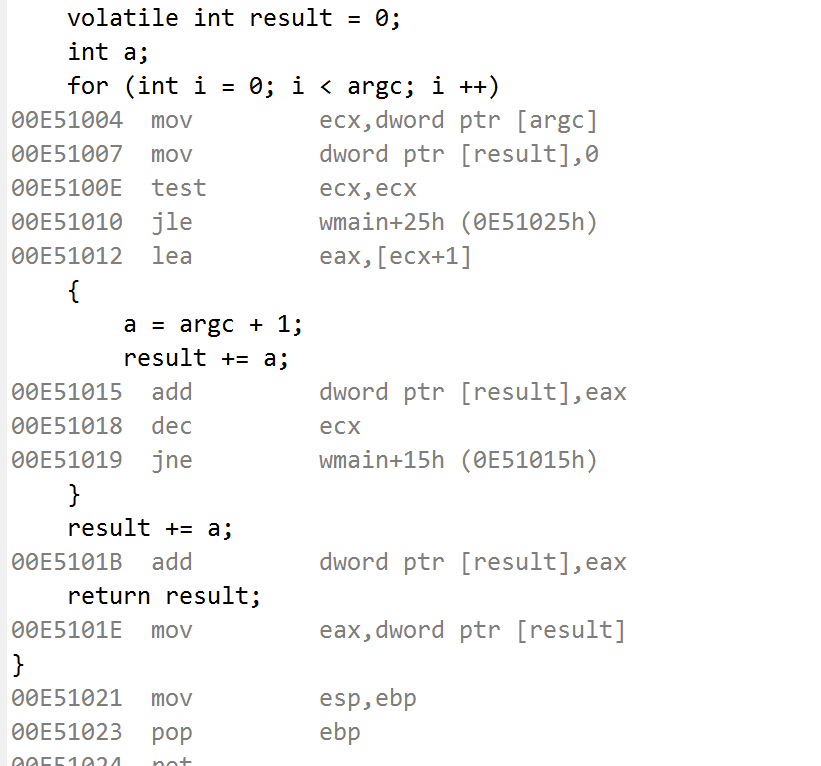 volatile int result = 0;
int a;
for (int i = 0; i < argc; i ++)
00E51004 mov ecx,dword ptr [argc]
00E51007 mov dword ptr [result],0
00E5100E test ecx,ecx
00E51010 jle wmain+25h (0E51025h)
00E51012 lea eax,[ecx+1]
{
a = argc + 1;
result += a;
00E51015 add dword ptr [result],eax
00E51018 dec ecx
00E51019 jne wmain+15h (0E51015h)
}
result += a;
00E5101B add dword ptr [result],eax
return result;
00E5101E mov eax,dword ptr [result]
}
00E51021 mov esp,ebp
00E51023 pop ebp
00E51024 ret